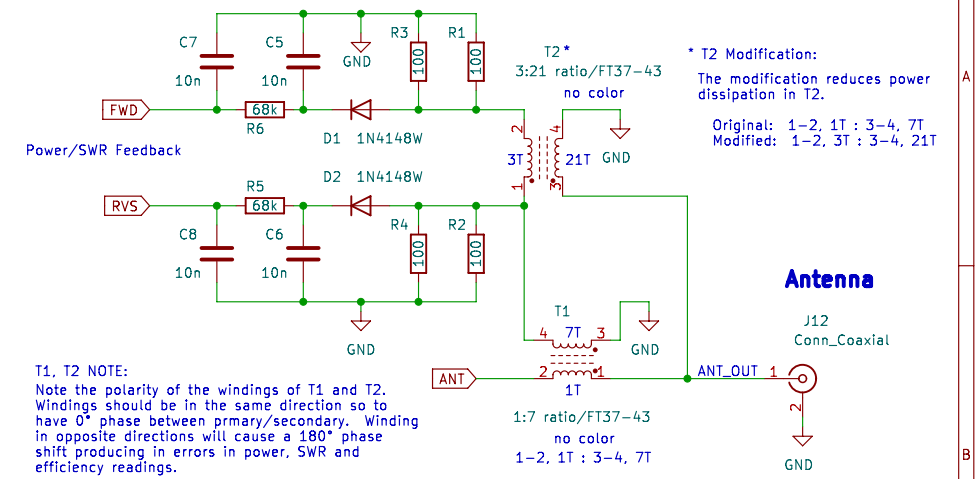 C7
10n
C5
10n
GND
R3
100
R1
100
FWD
68k
R6
D1 1N4148W
Power/SWR Feedback
T2*
3:21 ratio/FT37-43
no color
2
4
3T
21T
1
3
GND
* T2 Modification:
The modification reduces power
dissipation in T2.
Original: 1-2, 1T : 3-4, 7T
Modified: 1-2, 3T : 3-4, 21T
A
D2 1N4148W
RVS
R5
68k
C8
10n
C6
10n
R4
100
R2
100
GND
T1
4
7T
3
GND
ANT
2
1
1T
1:7 ratio/FT37-43
no color
1-2, 1T : 3-4, 7T
Antenna
J12
Conn_Coaxial
ANT_OUT
1
2
GND
B
T1, T2 NOTE:
Note the polarity of the windings of T1 and T2.
Windings should be in the same direction so to
have 0° phase between prmary/secondary. Winding
in opposite directions will cause a 180° phase
shift producing in errors in power, SWR and
efficiency readings.